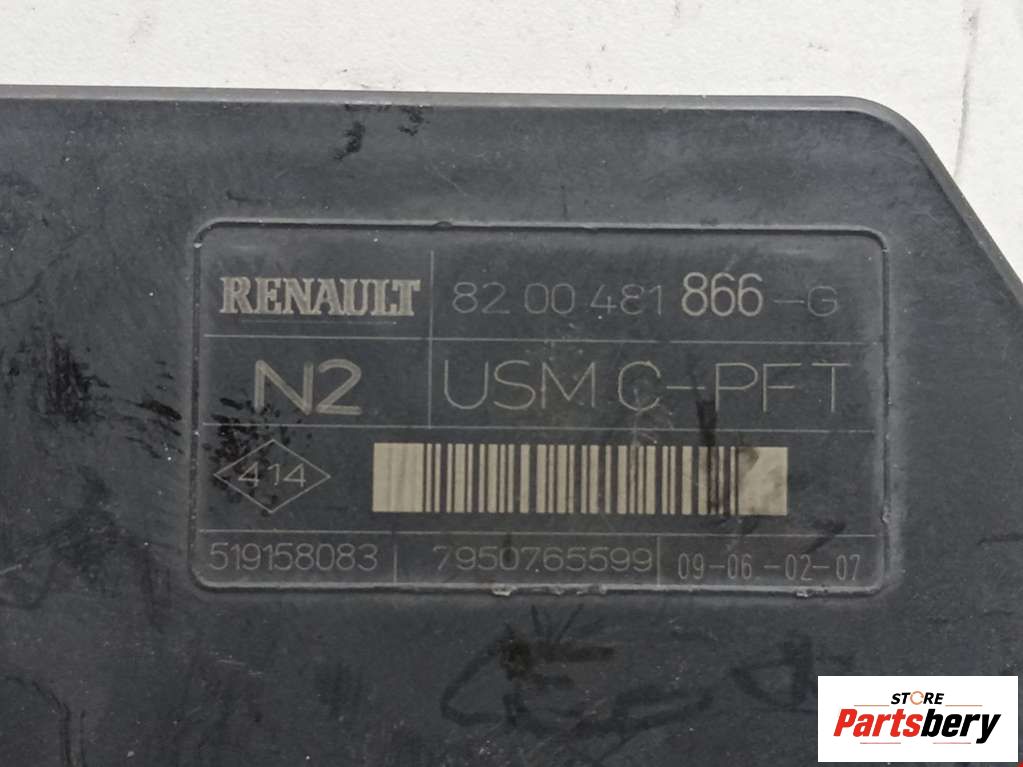 RENAULT 82 00 481 866-G
N2 USM C-PFT
414
519158083 7950765599 09-06-02-07
STORE
Partsbery